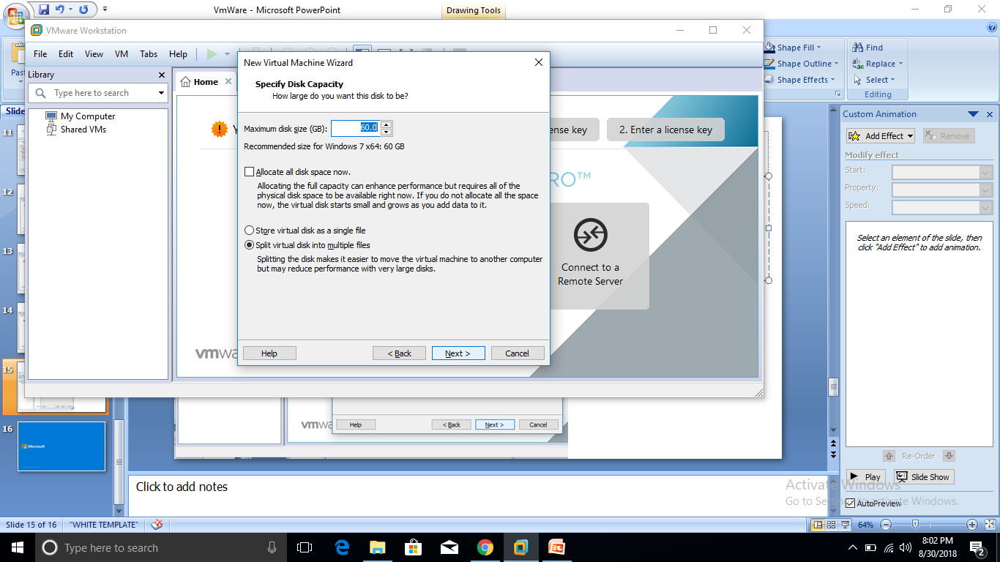 VmWare - Microsoft PowerPoint
Drawing Tools
VMware Workstation
File Edit View VM Tabs Help
Library
Type here to search
My Computer
Shared VMs
Home
New Virtual Machine Wizard
Specify Disk Capacity
How large do you want this disk to be?
Maximum disk size (GB): 60.0
Recommended size for Windows 7 x64: 60 GB
Allocate all disk space now.
Allocating the full capacity can enhance performance but requires all of the
physical disk space to be available right now. If you do not allocate all the space
now, the virtual disk starts small and grows as you add data to it.
Store virtual disk as a single file
Split virtual disk into multiple files
Splitting the disk makes it easier to move the virtual machine to another computer
but may reduce performance with very large disks.
Help < Back Next > Cancel
key
2. Enter a license key
Connect to a
Remote Server
Help < Back Next > Cancel
Shape Fill
Shape Outline
Shape Effects
Find
Replace
Select
Editing
Custom Animation
Add Effect Remove
Modify effect
Start:
Property:
Speed:
Select an element of the slide, then
click "Add Effect" to add animation.
Re-Order
Play Slide Show
AutoPreview
Activate Windows
Go to Settings to activate Windows.
11
12
13
14
15
16
Microsoft
Click to add notes
Slide 15 of 16 "WHITE TEMPLATE" 64%
Type here to search
8:02 PM
8/30/2018
2